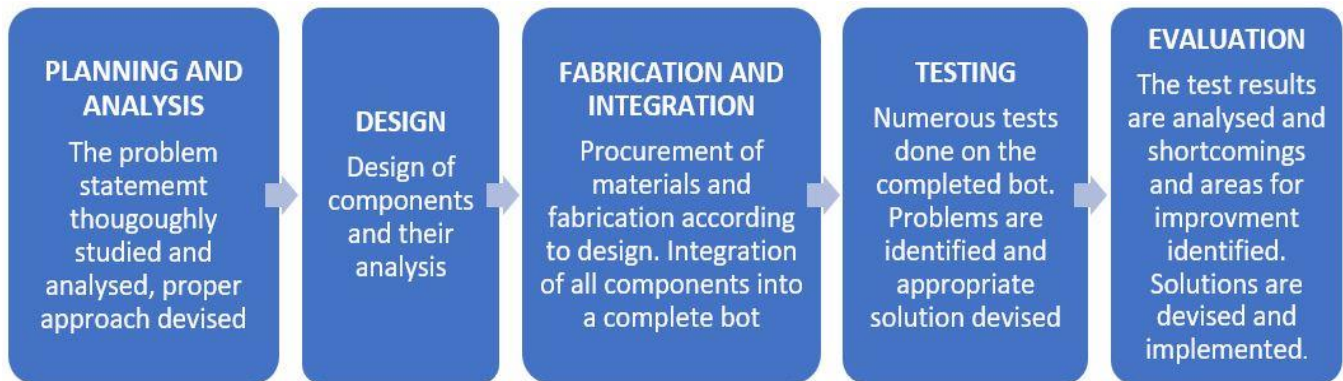 PLANNING AND
ANALYSIS
The problem
statememt
thougoughly
studied and
analysed, proper
approach devised
DESIGN
Design of
components
and their
analysis
FABRICATION AND
INTEGRATION
Procurement of
materials and
fabrication according
to design. Integration
of all components into
a complete bot
TESTING
Numerous tests
done on the
completed bot.
Problems are
identified and
appropriate
solution devised
EVALUATION
The test results
are analysed and
shortcomings
and areas for
improvment
identified.
Solutions are
devised and
implemented.